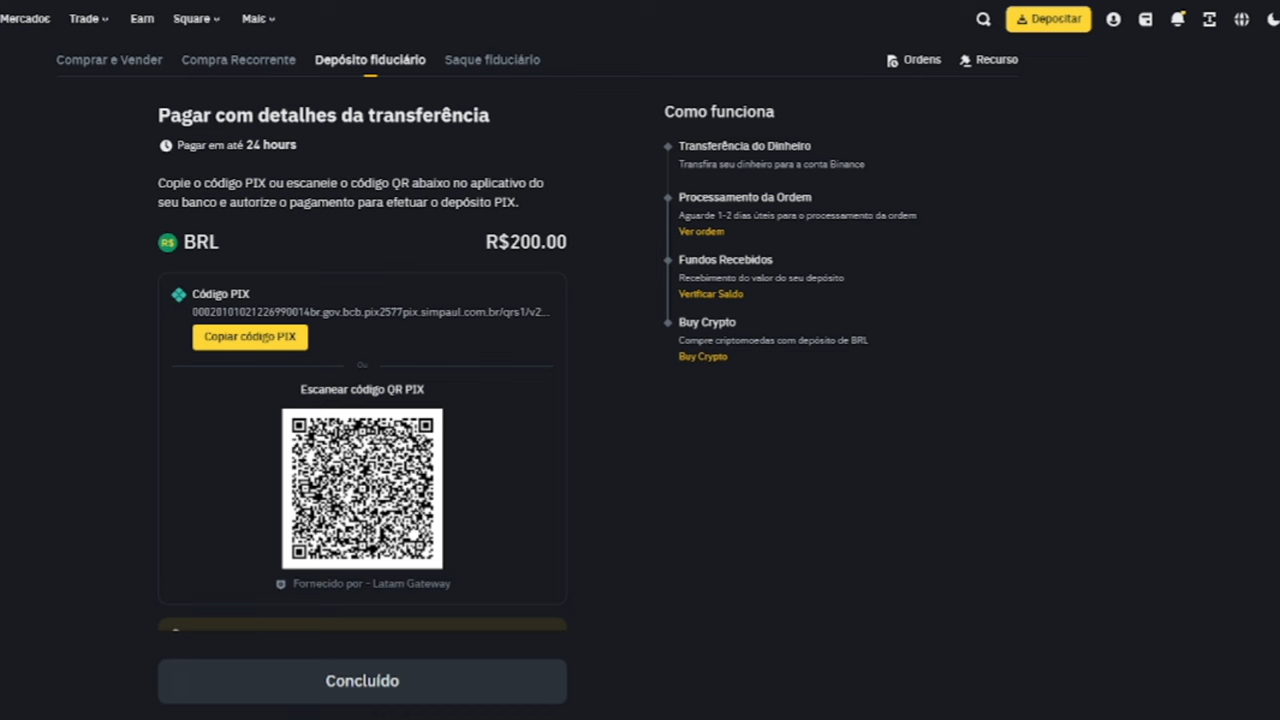 Mercados Trade Earn Square Mais Depositar
Comprar e Vender Compra Recorrente Depósito fiduciário Saque fiduciário Ordens Recurso
Pagar com detalhes da transferência
Pagar em até 24 hours
Copie o código PIX ou escaneie o código QR abaixo no aplicativo do
seu banco e autorize o pagamento para efetuar o depósito PIX.
R$ BRL R$200.00
Código PIX
00020101021226990014br.gov.bcb.pix2577pix.simpaul.com.br/qrs1/v2...
Copiar código PIX
Ou
Escanear código QR PIX
Fornecido por - Latam Gateway
Concluído
Como funciona
Transferência do Dinheiro
Transfira seu dinheiro para a conta Binance
Processamento da Ordem
Aguarde 1-2 dias úteis para o processamento da ordem
Ver ordem
Fundos Recebidos
Recebimento do valor do seu depósito
Verificar Saldo
Buy Crypto
Compre criptomoedas com depósito de BRL
Buy Crypto